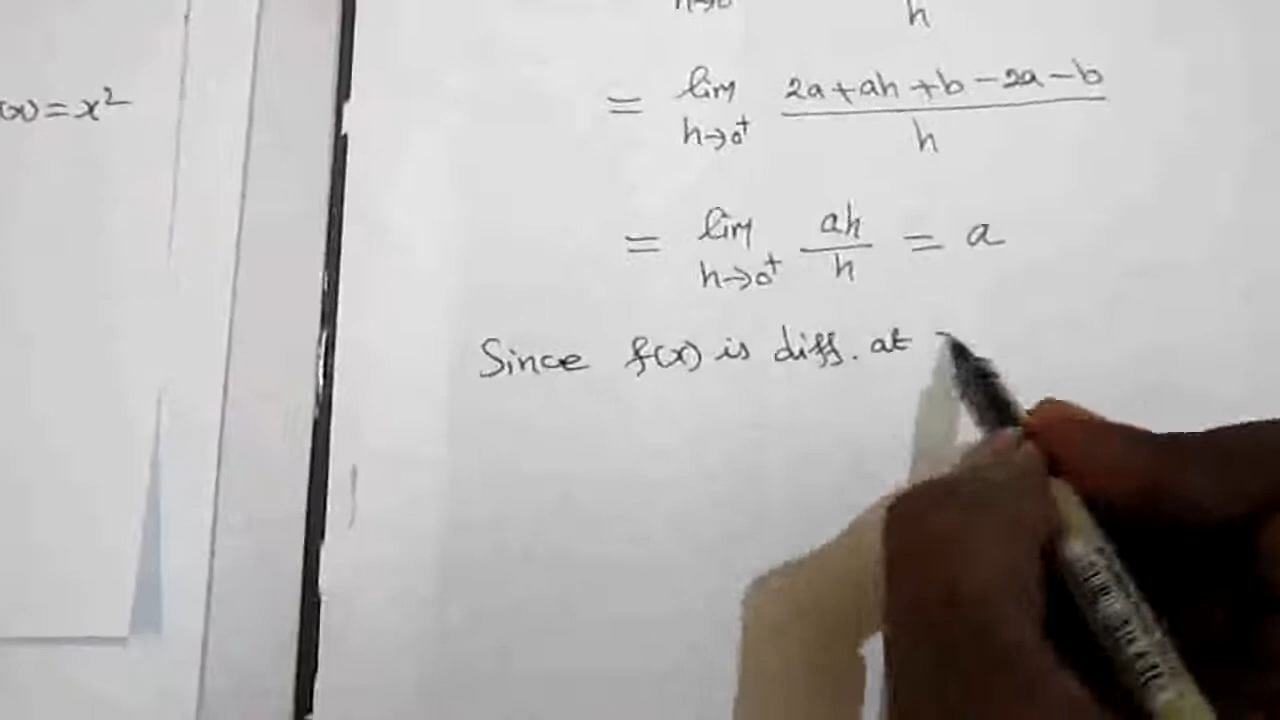 (x) = x²
h
= lim h→0⁺ (2a + ah + b - 2a - b) / h
= lim h→0⁺ ah / h = a
Since f(x) is diff. at